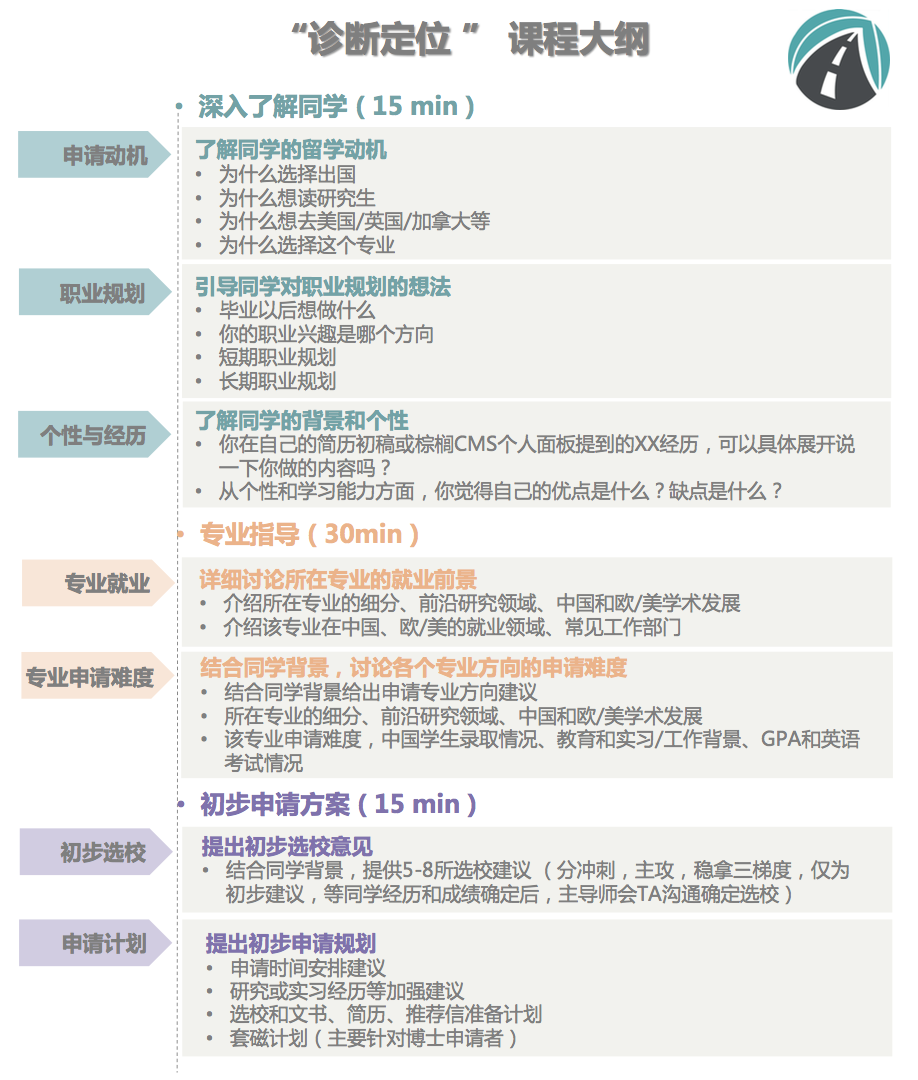 “诊断定位 ” 课程大纲
• 深入了解同学（15 min）
申请动机
了解同学的留学动机
• 为什么选择出国
• 为什么想读研究生
• 为什么想去美国/英国/加拿大等
• 为什么选择这个专业
职业规划
引导同学对职业规划的想法
• 毕业以后想做什么
• 你的职业兴趣是哪个方向
• 短期职业规划
• 长期职业规划
个性与经历
了解同学的背景和个性
• 你在自己的简历初稿或棕榈CMS个人面板提到的XX经历，可以具体展开说
一下你做的内容吗？
• 从个性和学习能力方面，你觉得自己的优点是什么？缺点是什么？
• 专业指导（30min）
专业就业
详细讨论所在专业的就业前景
• 介绍所在专业的细分、前沿研究领域、中国和欧/美学术发展
• 介绍该专业在中国、欧/美的就业领域、常见工作部门
专业申请难度
结合同学背景，讨论各个专业方向的申请难度
• 结合同学背景给出申请专业方向建议
• 所在专业的细分、前沿研究领域、中国和欧/美学术发展
• 该专业申请难度，中国学生录取情况、教育和实习/工作背景、GPA和英语
考试情况
• 初步申请方案（15 min）
初步选校
提出初步选校意见
• 结合同学背景，提供5-8所选校建议 （分冲刺，主攻，稳拿三梯度，仅为
初步建议，等同学经历和成绩确定后，主导师会TA沟通确定选校）
申请计划
提出初步申请规划
• 申请时间安排建议
• 研究或实习经历等加强建议
• 选校和文书、简历、推荐信准备计划
• 套磁计划（主要针对博士申请者）